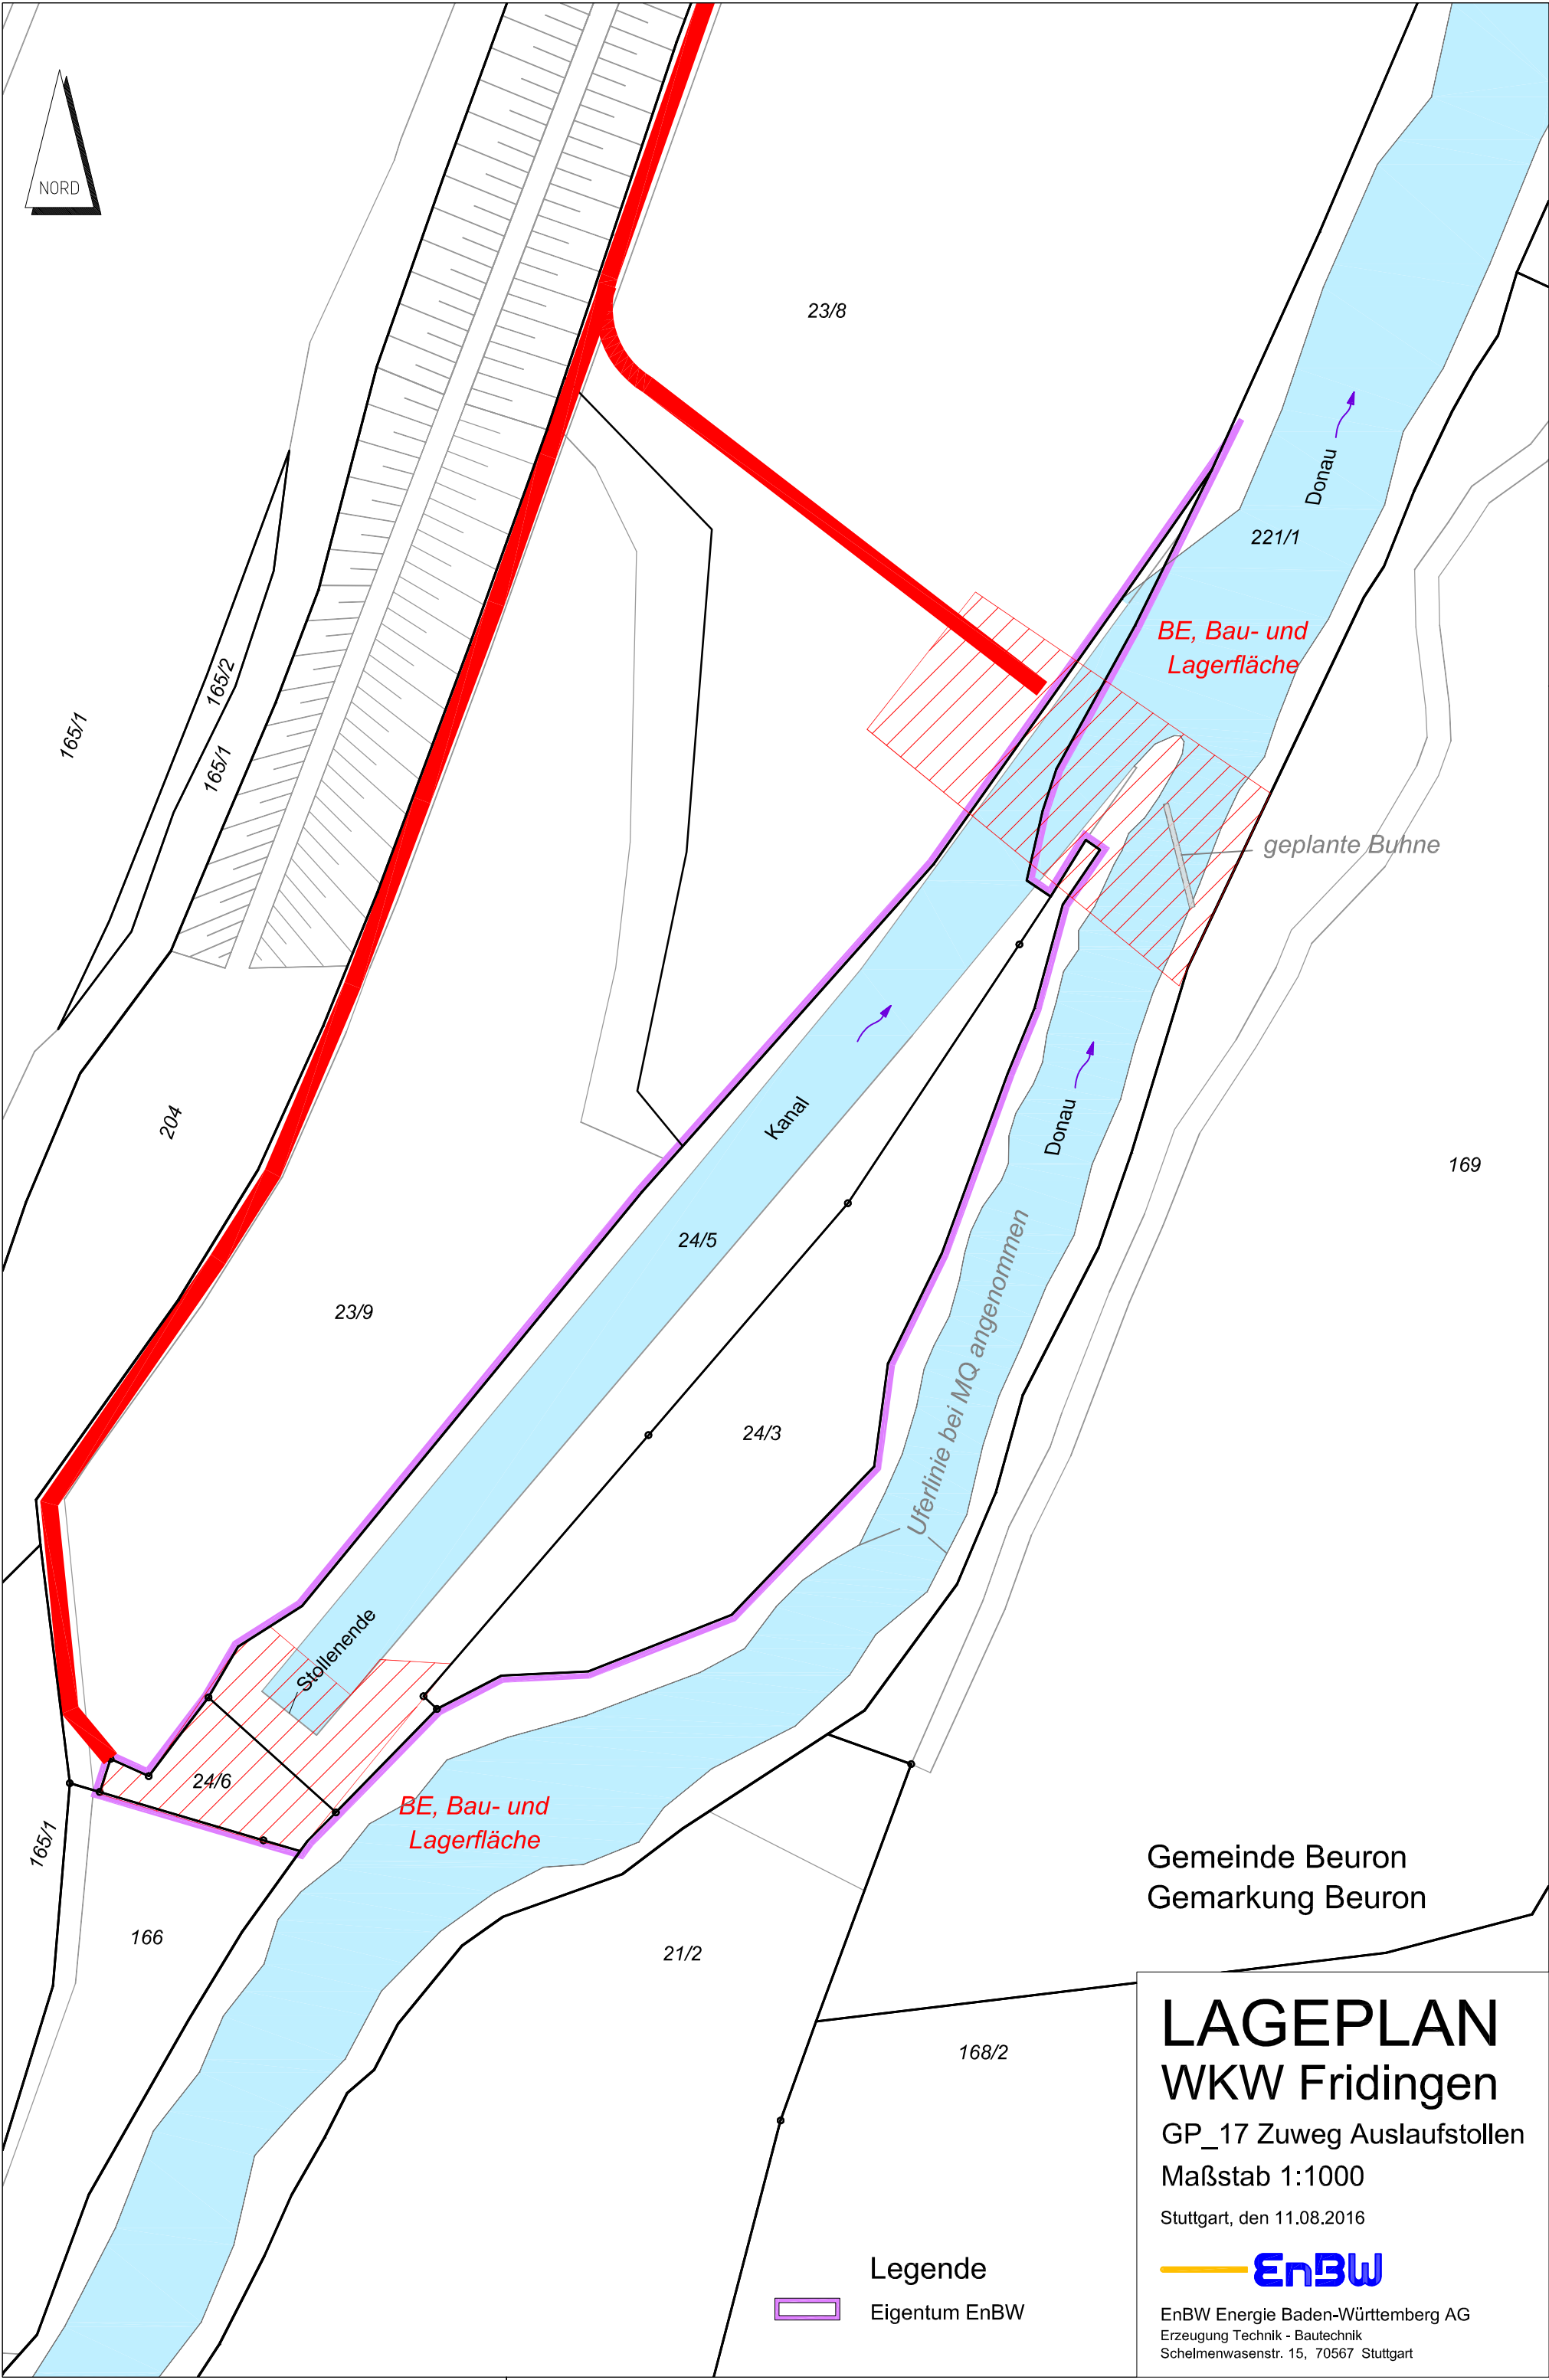 NORD
23/8
Donau
221/1
BE, Bau- und
Lagerfläche
165/2
165/1
165/1
geplante Buhne
204
Kanal
Donau
169
24/5
Uferlinie bei MQ angenommen
23/9
24/3
Stollenende
24/6
BE, Bau- und
Lagerfläche
165/1
166
21/2
168/2
Gemeinde Beuron
Gemarkung Beuron
LAGEPLAN
WKW Fridingen
GP_17 Zuweg Auslaufstollen
Maßstab 1:1000
Stuttgart, den 11.08.2016
EnBW
EnBW Energie Baden-Württemberg AG
Erzeugung Technik - Bautechnik
Schelmenwasenstr. 15, 70567 Stuttgart
Legende
Eigentum EnBW